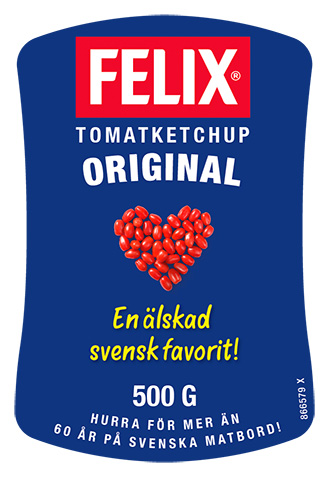 FELIX®
TOMATKETCHUP
ORIGINAL
En älskad
svensk favorit!
500 G
HURRA FÖR MER ÄN
60 ÅR PÅ SVENSKA MATBORD!
866579 X